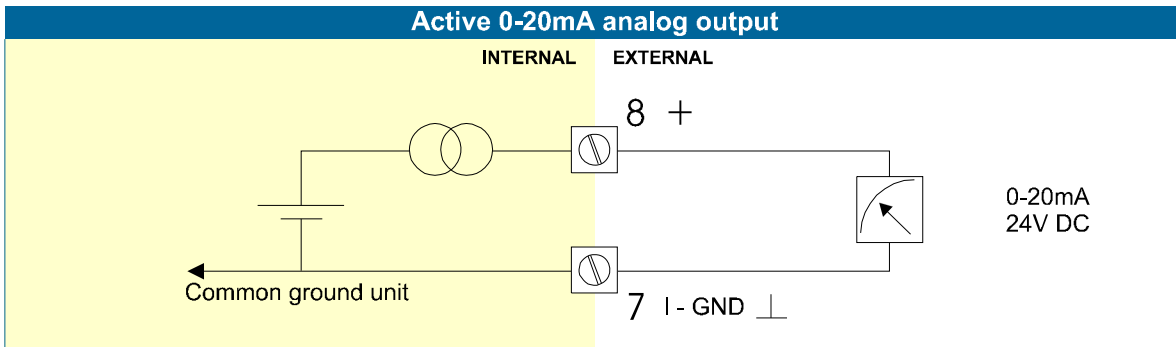 Active 0-20mA analog output
INTERNAL EXTERNAL
8 +
0-20mA
24V DC
Common ground unit
7 I - GND ⊥